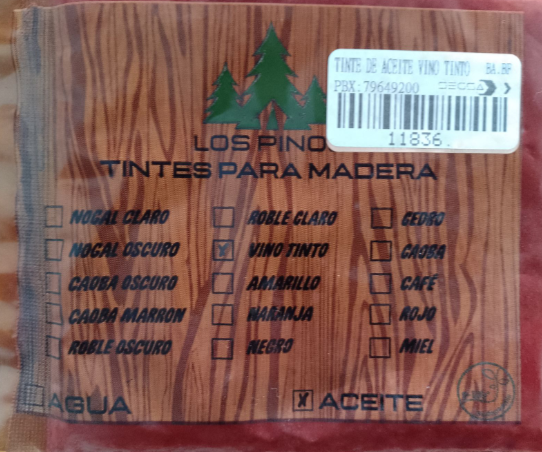 TINTE DE ACEITE VINO TINTO BA.BF
PBX:79649200
11836.
LOS PINO
TINTES PARA MADERA
NOGAL CLARO ROBLE CLARO CEDRO
NOGAL OSCURO VINO TINTO CAOBA
CAOBA OSCURO AMARILLO CAFÉ
CAOBA MARRON NARANJA ROJO
ROBLE OSCURO NEGRO MIEL
AGUA ACEITE